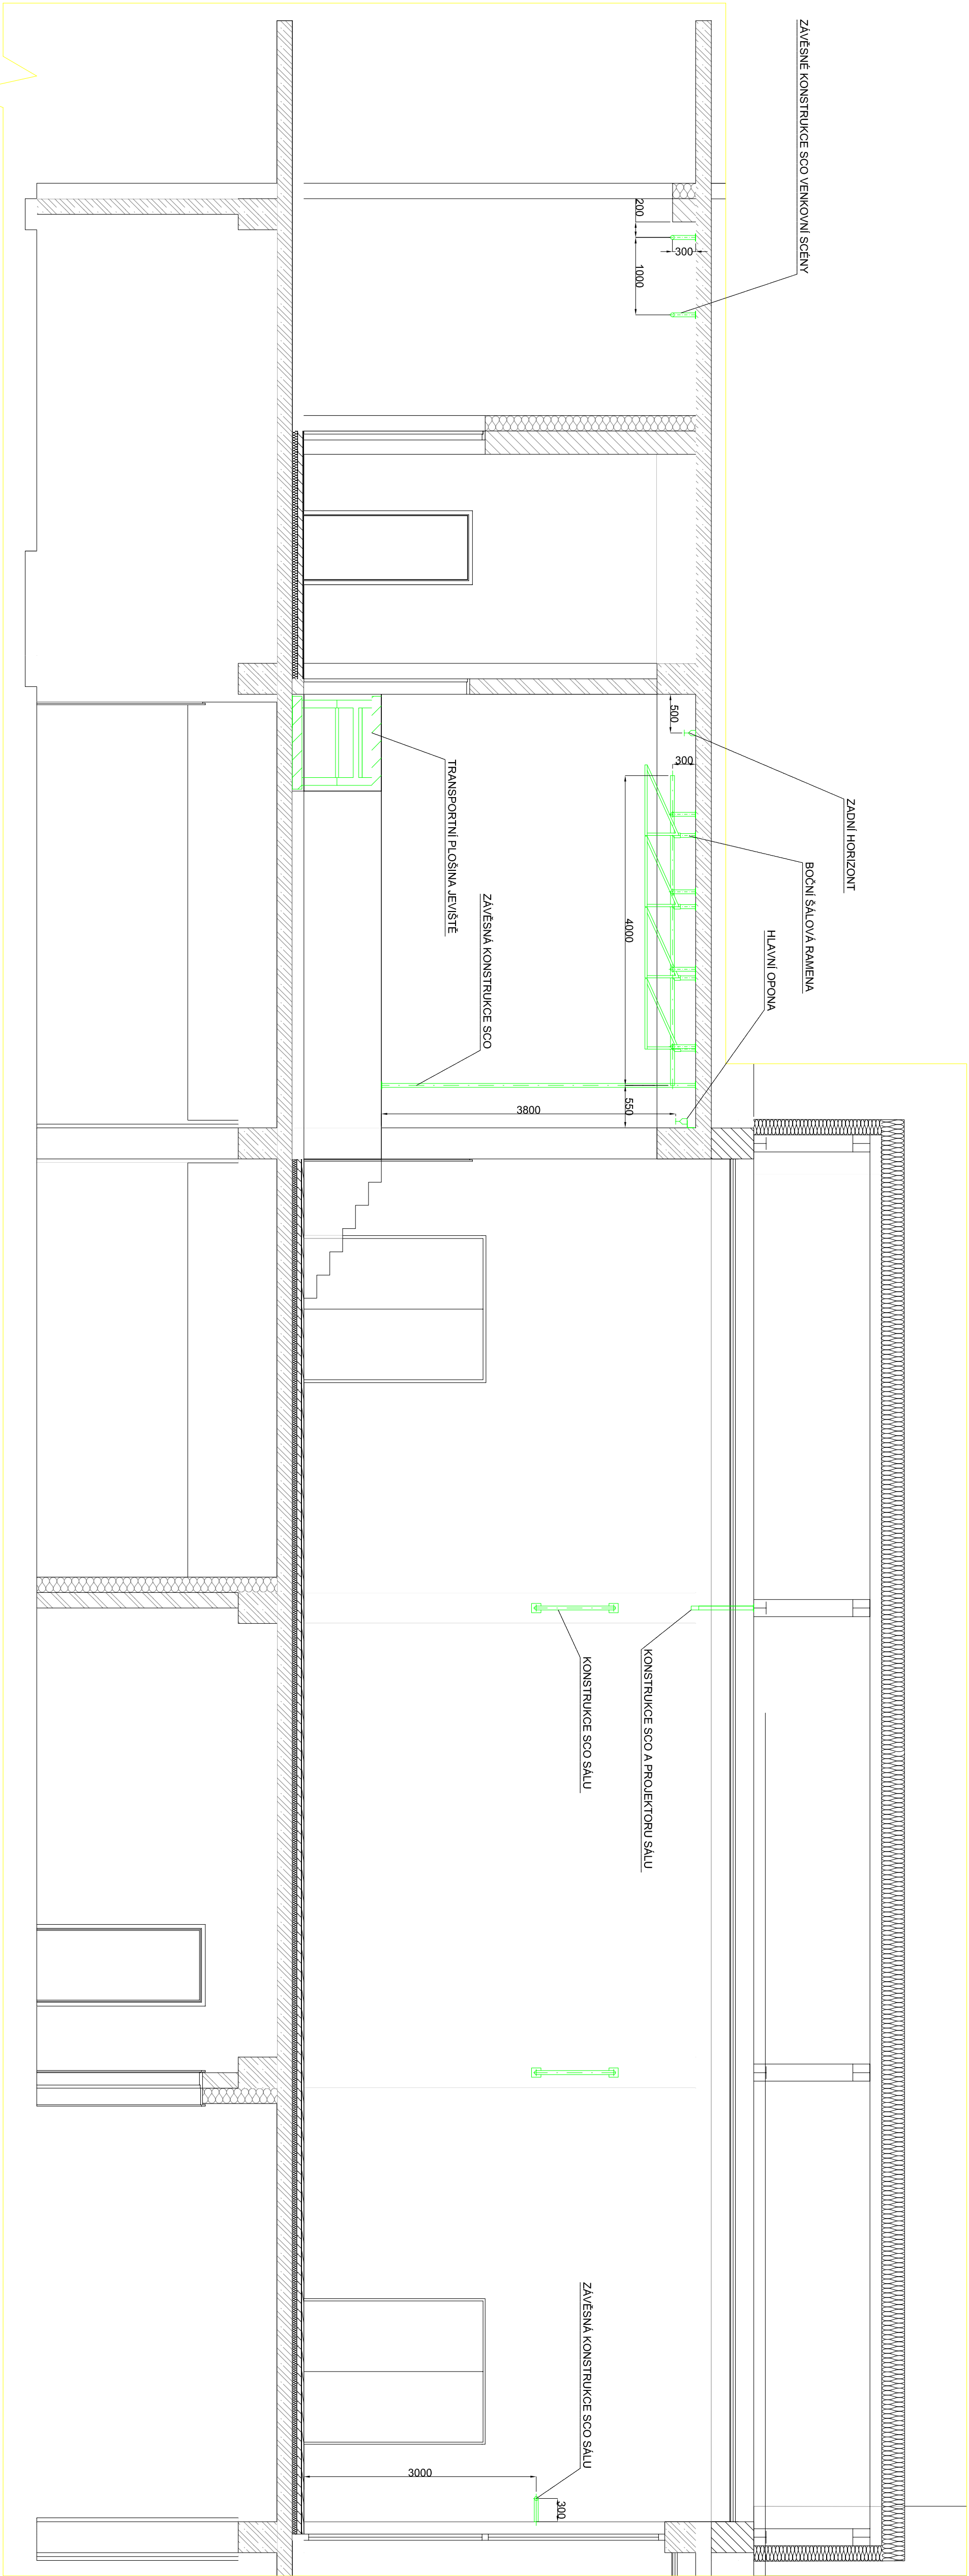 ZÁVĚSNÉ KONSTRUKCE SCO VENKOVNÍ SCÉNY
200
300
1000
500
ZADNÍ HORIZONT
300
BOČNÍ ŠÁLOVÁ RAMENA
HLAVNÍ OPONA
4000
TRANSPORTNÍ PLOŠINA JEVIŠTĚ
ZÁVĚSNÁ KONSTRUKCE SCO
3800
550
KONSTRUKCE SCO A PROJEKTORU SÁLU
KONSTRUKCE SCO SÁLU
ZÁVĚSNÁ KONSTRUKCE SCO SÁLU
3000
300